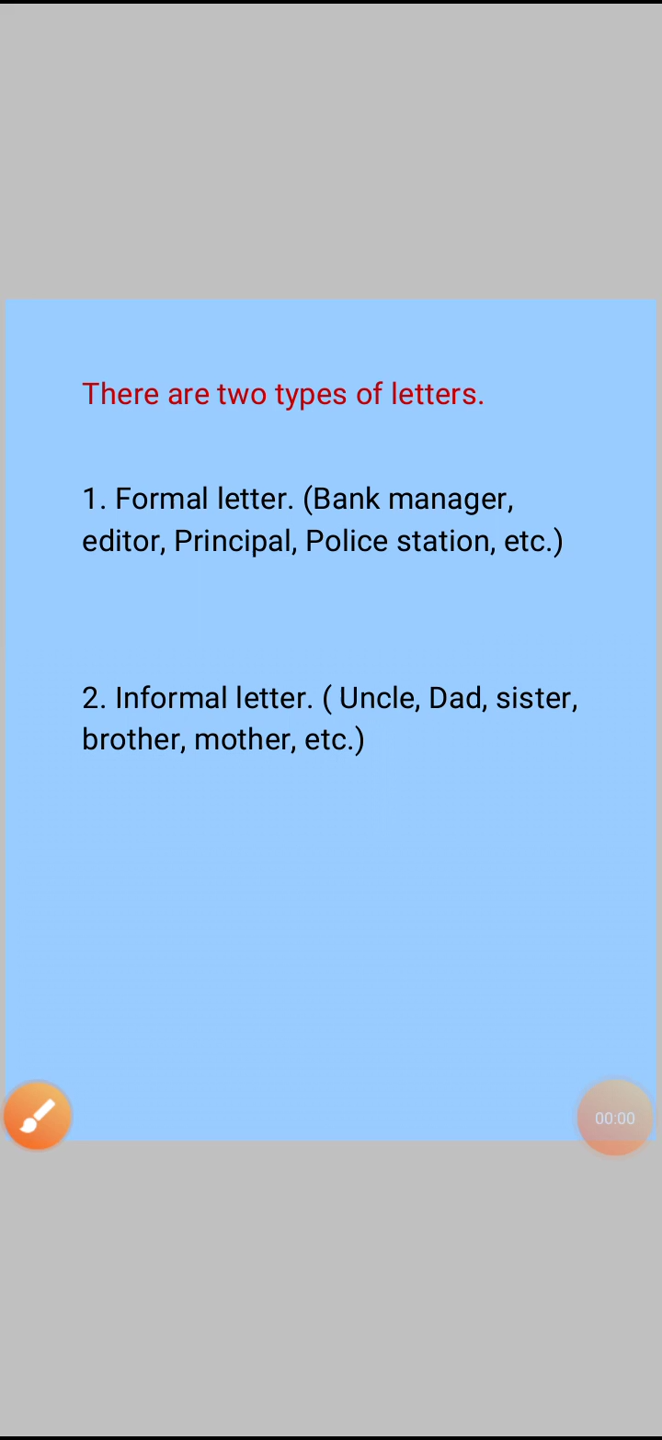 There are two types of letters.
1. Formal letter. (Bank manager,
editor, Principal, Police station, etc.)
2. Informal letter. ( Uncle, Dad, sister,
brother, mother, etc.)
00:00